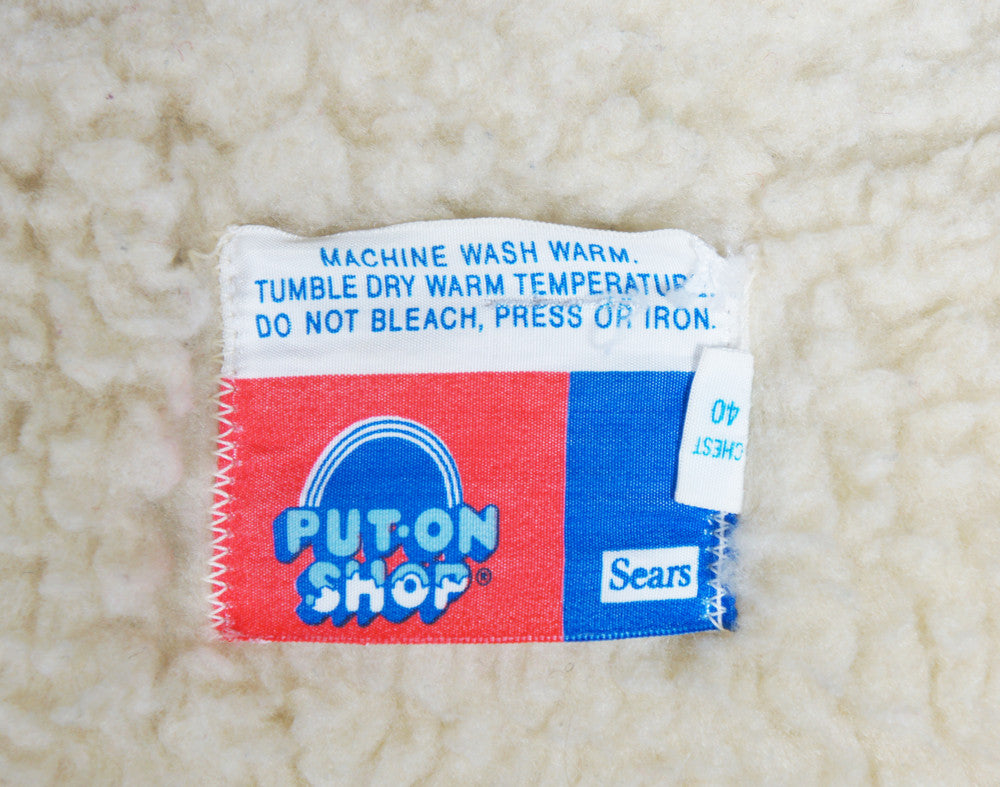 MACHINE WASH WARM.
TUMBLE DRY WARM TEMPERATURE.
DO NOT BLEACH, PRESS OR IRON.
PUT-ON
SHOP®
Sears
CHEST
40